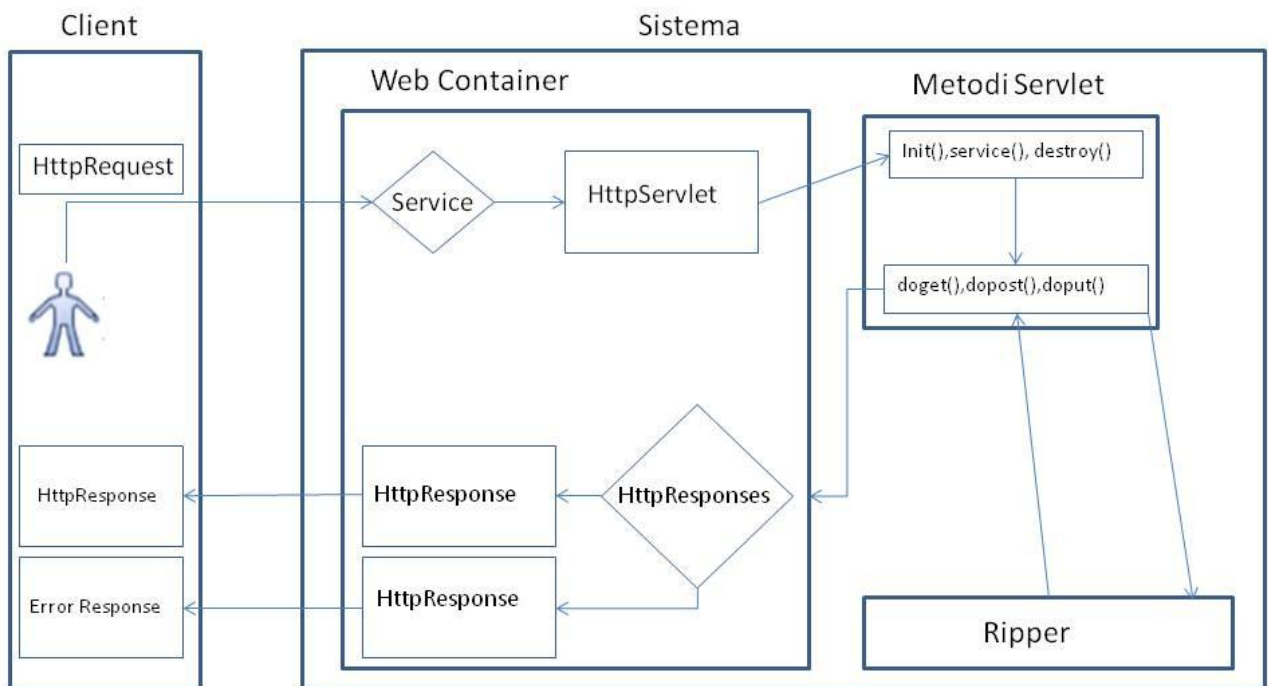 Client
Sistema
Web Container
Metodi Servlet
HttpRequest
Init(),service(), destroy()
Service
HttpServlet
doget(),dopost(),doput()
HttpResponse
HttpResponse
HttpResponses
Error Response
HttpResponse
Ripper